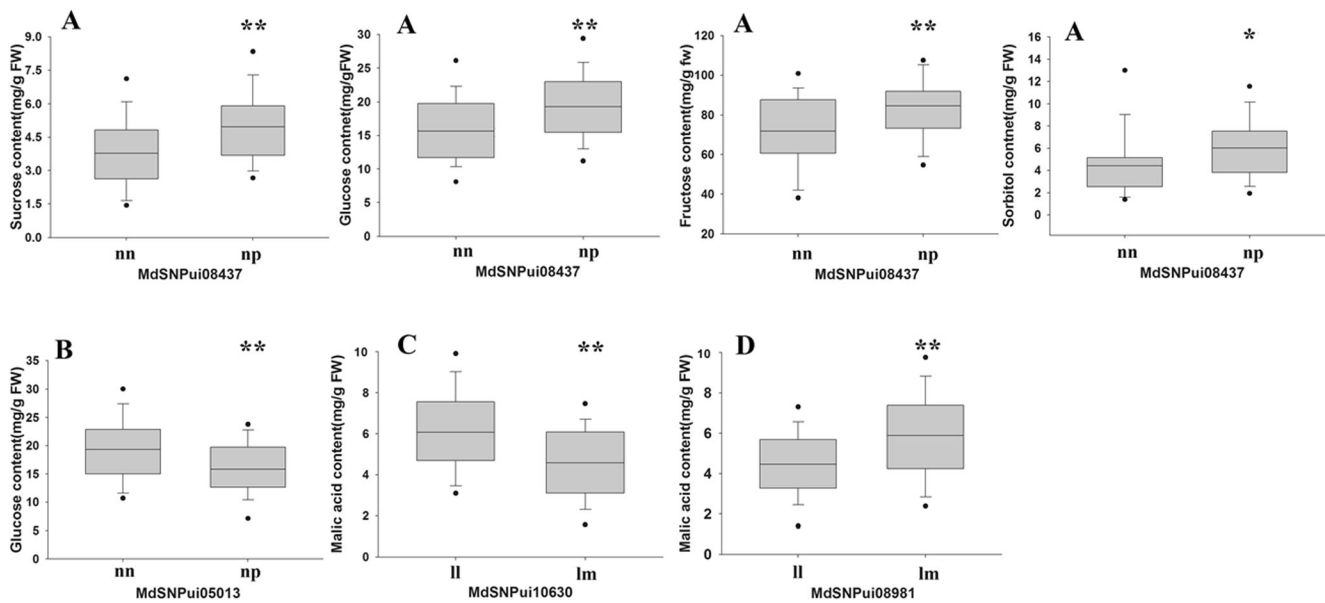 A
**
Sucrose content(mg/g FW)
9.0
7.5
6.0
4.5
3.0
1.5
0.0
nn np
MdSNPui08437
A
**
Glucose contnet(mg/gFW)
30
25
20
15
10
5
0
nn np
MdSNPui08437
A
**
Fructose content(mg/g fw)
120
100
80
60
40
20
nn np
MdSNPui08437
A
*
Sorbitol contnet(mg/g FW)
16
14
12
10
8
6
4
2
0
nn np
MdSNPui08437
B
**
Glucose content(mg/g FW)
35
30
25
20
15
10
5
0
nn np
MdSNPui05013
C
**
Malic acid content(mg/g FW)
10
8
6
4
2
0
ll lm
MdSNPui10630
D
**
Malic acid content(mg/g FW)
10
8
6
4
2
0
ll lm
MdSNPui08981